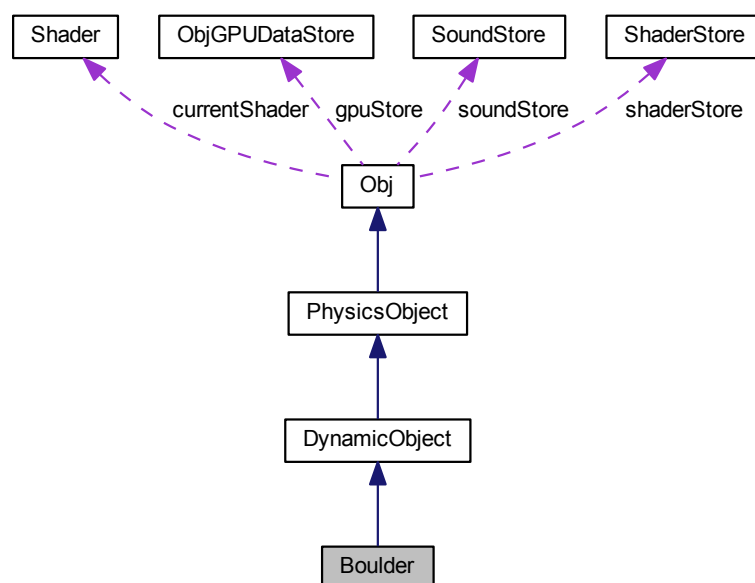 Shader ObjGPUDataStore SoundStore ShaderStore
currentShader gpuStore soundStore shaderStore
Obj
PhysicsObject
DynamicObject
Boulder